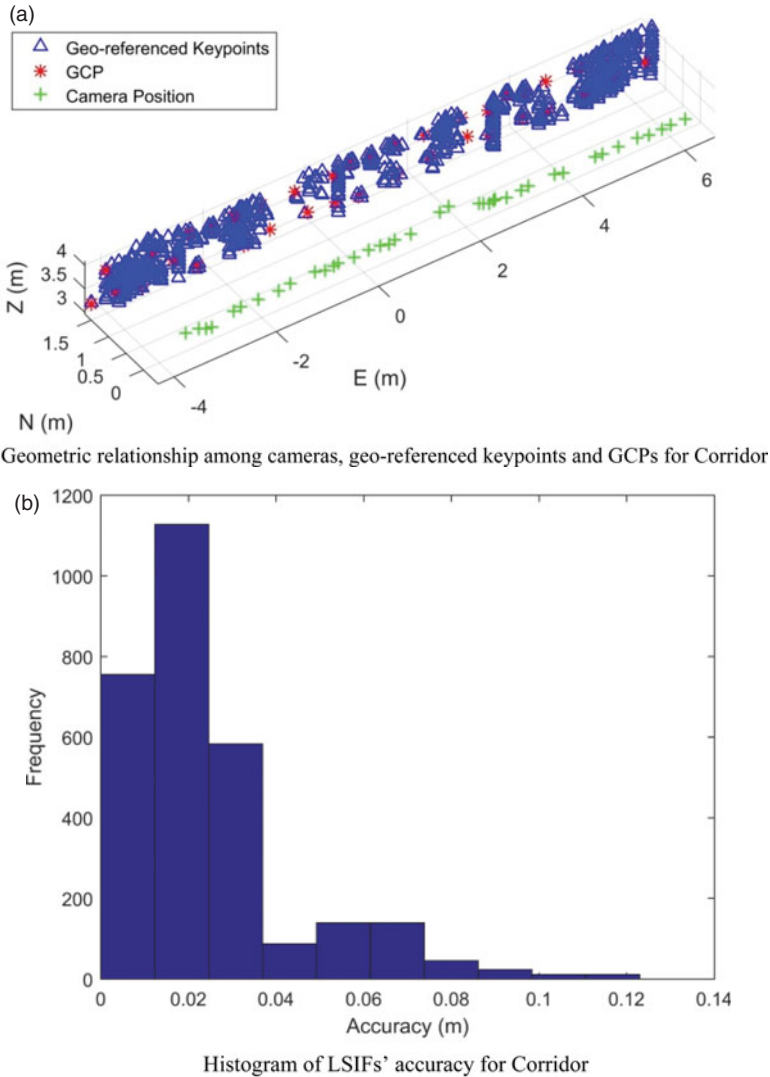 (a)
Geo-referenced Keypoints
GCP
Camera Position
4
3.5
3
Z (m)
1.5
1
0.5
0
N (m)
-4
-2
0
2
4
6
E (m)
Geometric relationship among cameras, geo-referenced keypoints and GCPs for Corridor
(b)
1200
1000
800
600
400
200
0
Frequency
0 0.02 0.04 0.06 0.08 0.1 0.12 0.14
Accuracy (m)
Histogram of LSIFs' accuracy for Corridor